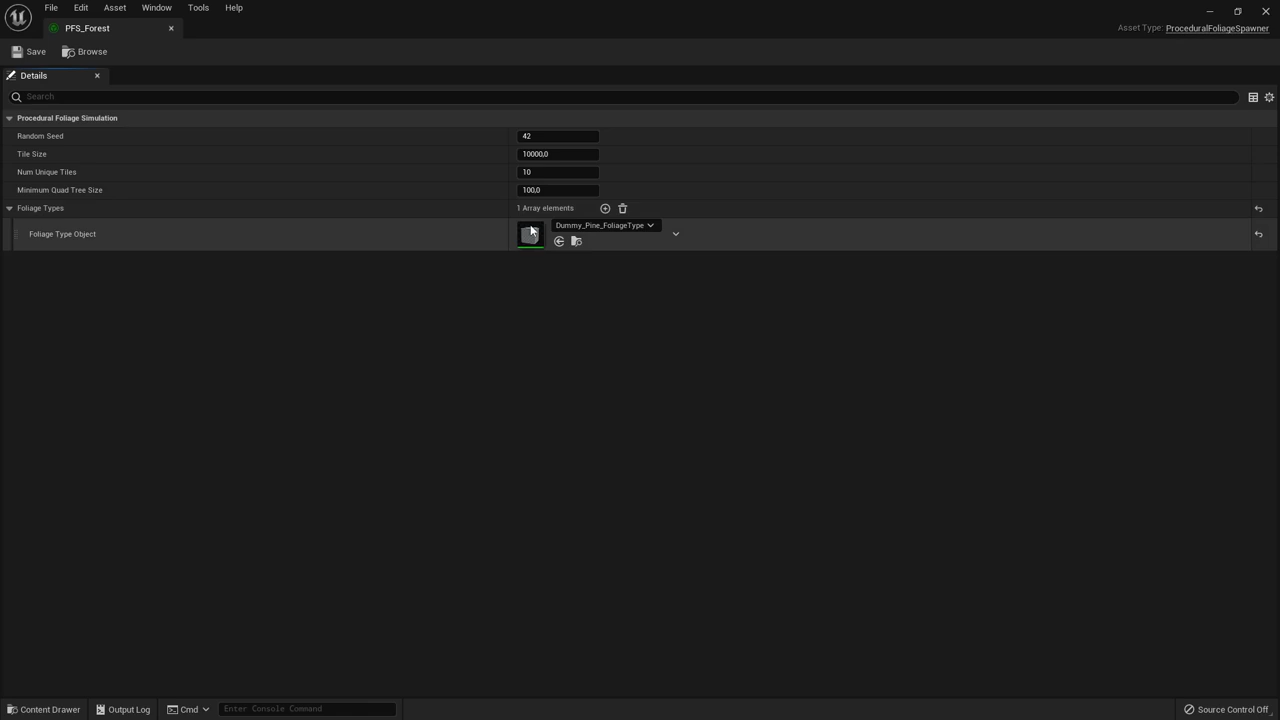 File Edit Asset Window Tools Help
PFS_Forest
Asset Type: ProceduralFoliageSpawner
Save Browse
Details
Search
Procedural Foliage Simulation
Random Seed 42
Tile Size 10000,0
Num Unique Tiles 10
Minimum Quad Tree Size 100,0
Foliage Types 1 Array elements
Foliage Type Object Dummy_Pine_FoliageType
Content Drawer Output Log Cmd Enter Console Command Source Control Off